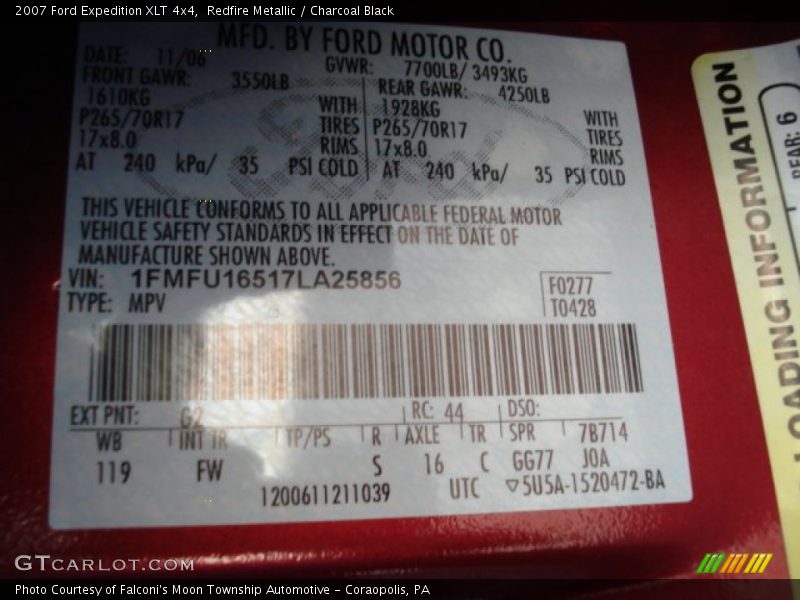 2007 Ford Expedition XLT 4x4, Redfire Metallic / Charcoal Black
MFD. BY FORD MOTOR CO.
DATE: 11/06 GVWR: 7700LB/ 3493KG
FRONT GAWR: 3550LB REAR GAWR: 4250LB
1610KG WITH 1928KG WITH
P265/70R17 TIRES P265/70R17 TIRES
17x8.0 RIMS 17x8.0 RIMS
AT 240 kPa/ 35 PSI COLD AT 240 kPa/ 35 PSI COLD
THIS VEHICLE CONFORMS TO ALL APPLICABLE FEDERAL MOTOR
VEHICLE SAFETY STANDARDS IN EFFECT ON THE DATE OF
MANUFACTURE SHOWN ABOVE.
VIN: 1FMFU16517LA25856 F0277
TYPE: MPV T0428
EXT PNT: G2 RC: 44 DSO:
WB INT TR TP/PS R AXLE TR SPR 7B714
119 FW S 16 C GG77 J0A
1200611211039 UTC ▽5U5A-1520472-BA
LOADING INFORMATION
REAR: 6
GTCARLOT.COM
Photo Courtesy of Falconi's Moon Township Automotive – Coraopolis, PA